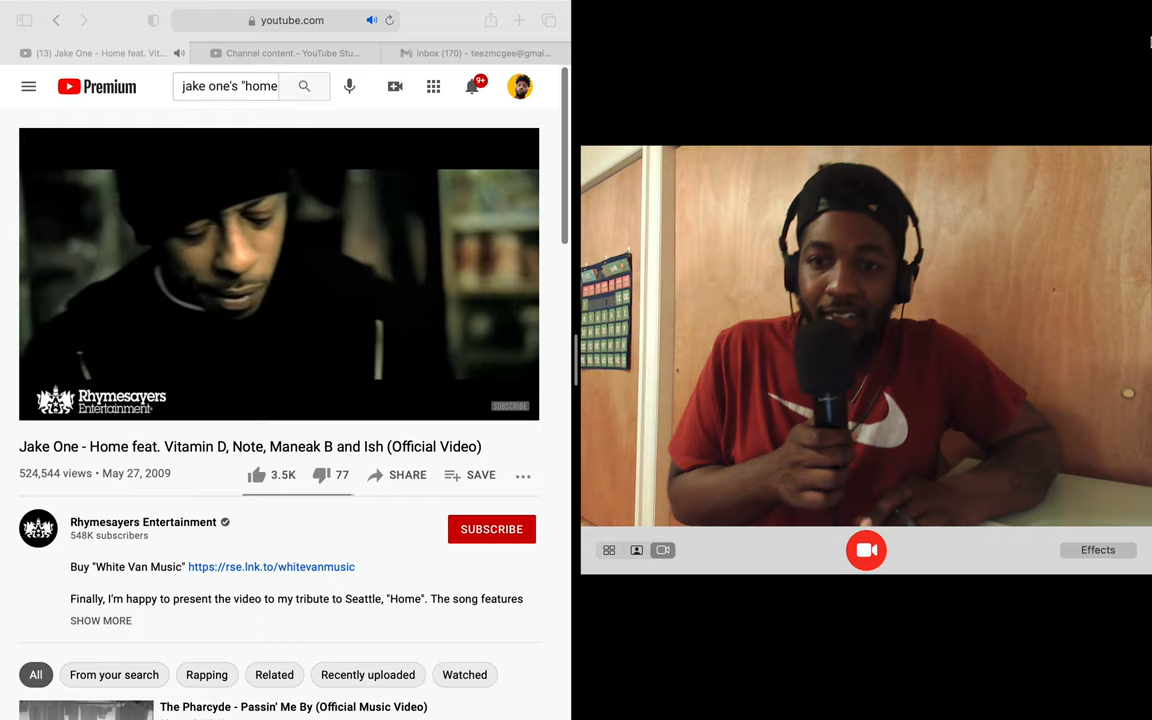 youtube.com
(13) Jake One - Home feat. Vit...
Channel content - YouTube Stu...
Inbox (170) – teezmcgee@gmai...
Premium
jake one's "home
9+
Rhymesayers
Entertainment
SUBSCRIBE
Jake One - Home feat. Vitamin D, Note, Maneak B and Ish (Official Video)
524,544 views • May 27, 2009
3.5K
77
SHARE
SAVE
Rhymesayers Entertainment
548K subscribers
SUBSCRIBE
Buy "White Van Music" https://rse.lnk.to/whitevanmusic
Finally, I'm happy to present the video to my tribute to Seattle, "Home". The song features
SHOW MORE
All
From your search
Rapping
Related
Recently uploaded
Watched
The Pharcyde - Passin' Me By (Official Music Video)
Effects